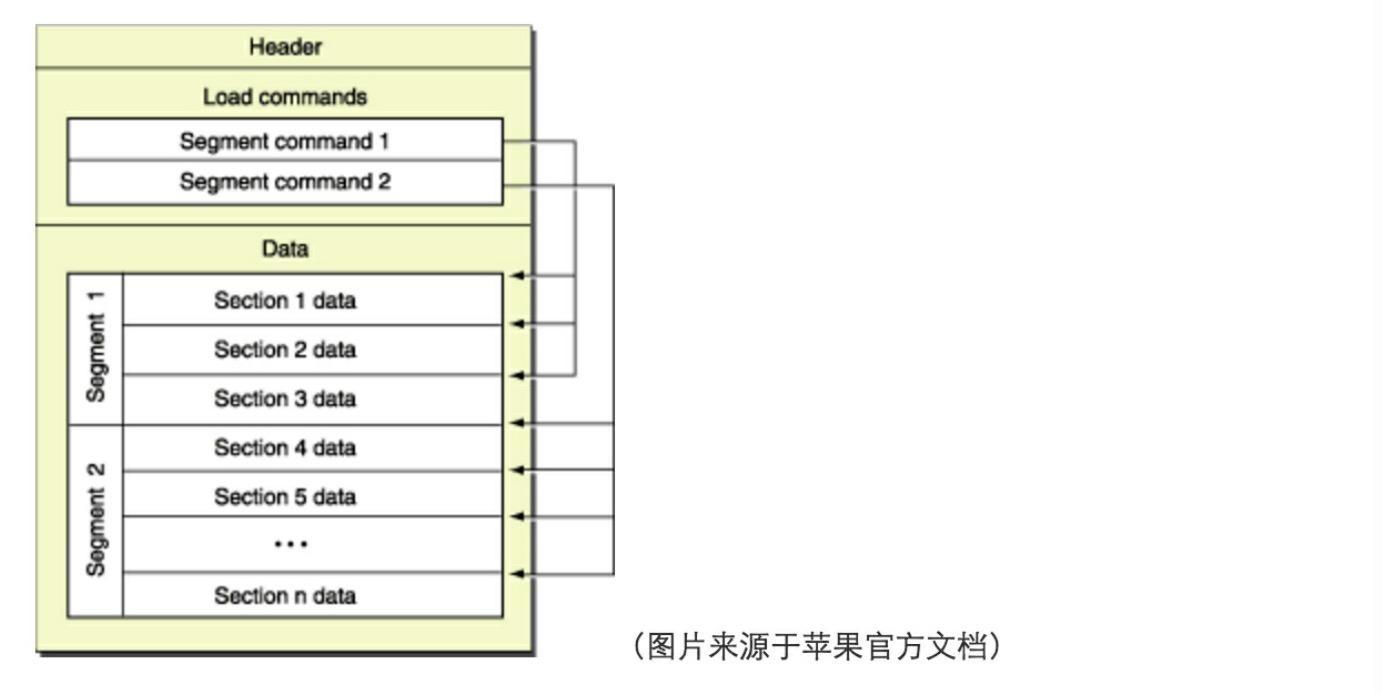 Header
Load commands
Segment command 1
Segment command 2
Data
Segment 1
Section 1 data
Section 2 data
Section 3 data
Segment 2
Section 4 data
Section 5 data
...
Section n data
（图片来源于苹果官方文档）